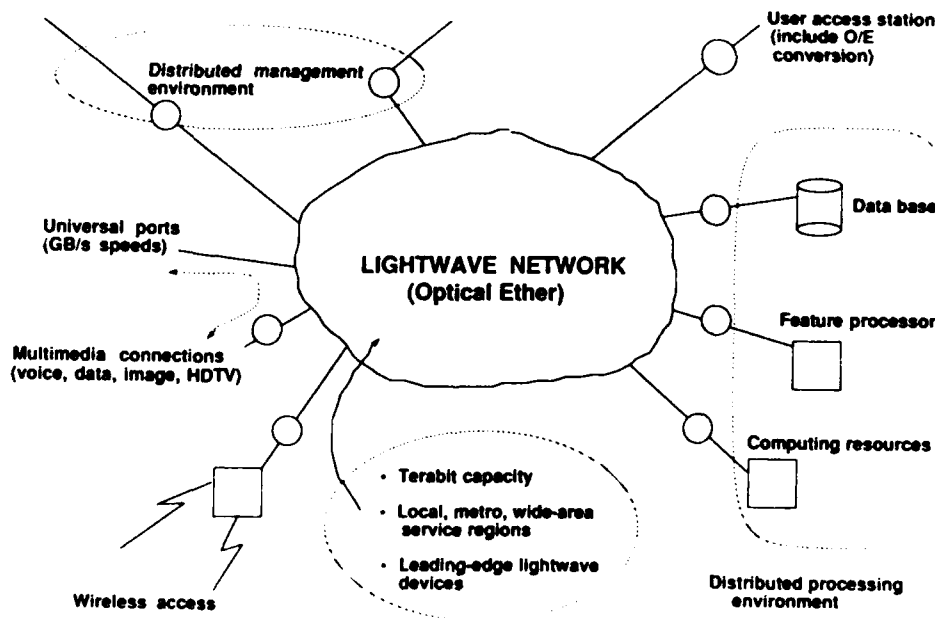 User access station
(include O/E
conversion)
Distributed management
environment
Data base
Universal ports
(GB/s speeds)
LIGHTWAVE NETWORK
(Optical Ether)
Feature processor
Multimedia connections
(voice, data, image, HDTV)
Computing resources
• Terabit capacity
• Local, metro, wide-area
service regions
• Leading-edge lightwave
devices
Wireless access
Distributed processing
environment